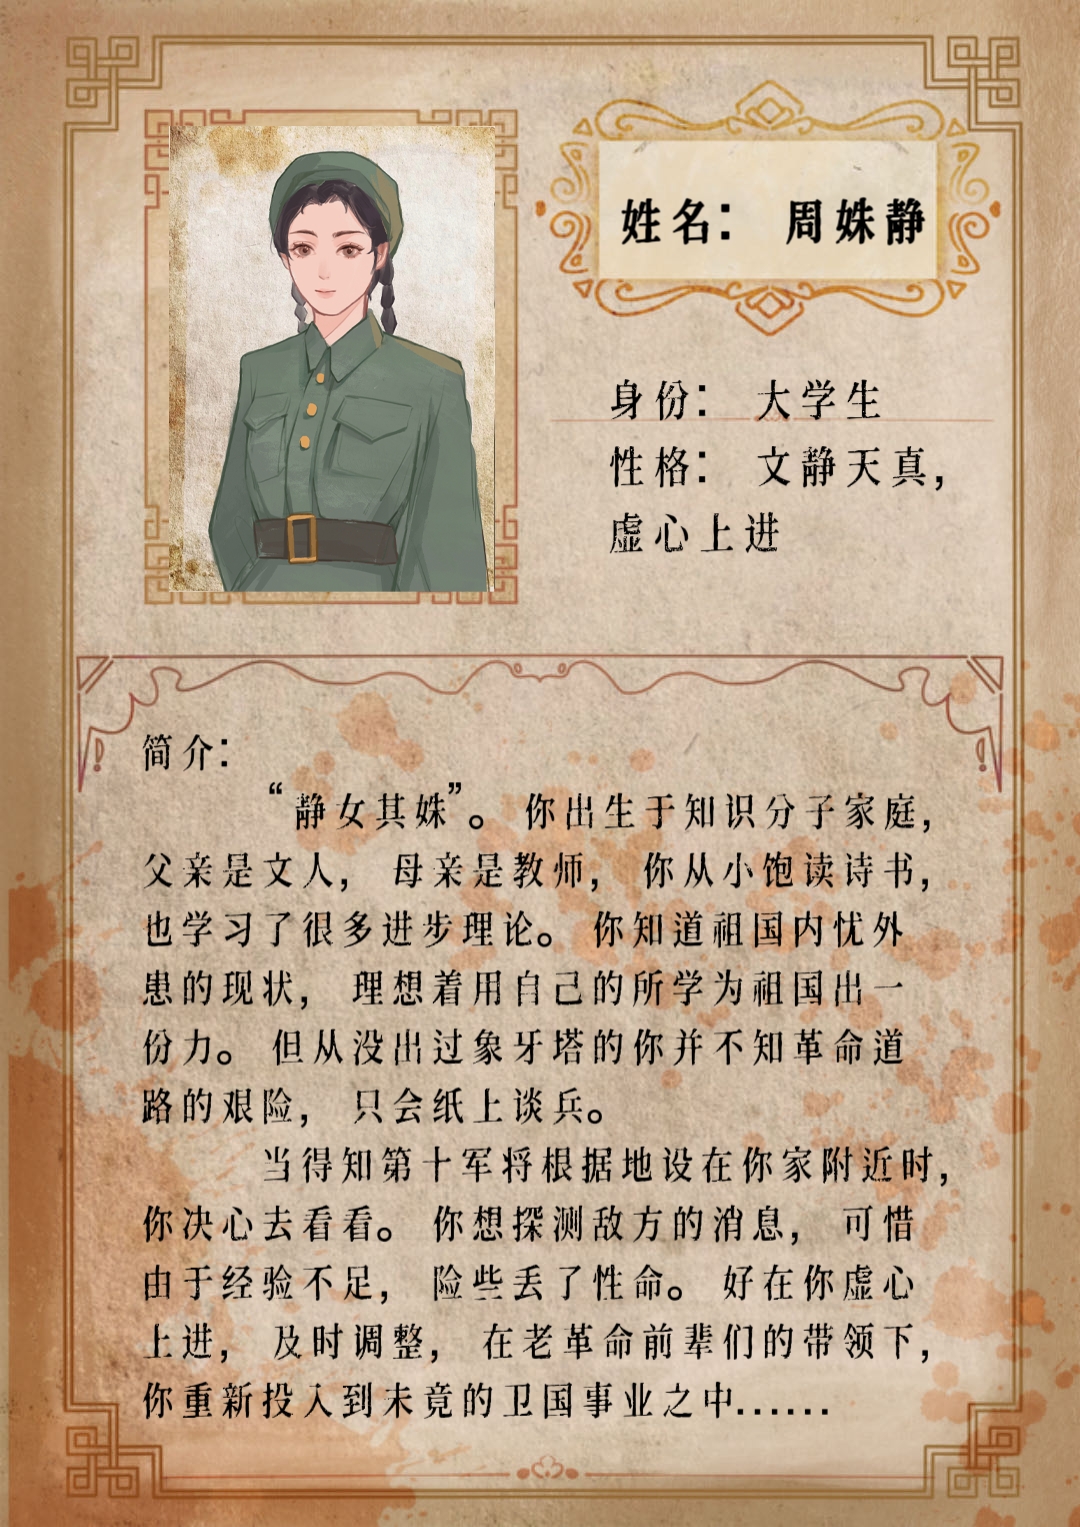 姓名： 周姝静
身份： 大学生
性格： 文静天真，
虚心上进
简介：
“静女其姝”。你出生于知识分子家庭，
父亲是文人， 母亲是教师， 你从小饱读诗书，
也学习了很多进步理论。你知道祖国内忧外
患的现状， 理想着用自己的所学为祖国出一
份力。但从没出过象牙塔的你并不知革命道
路的艰险， 只会纸上谈兵。
当得知第十军将根据地设在你家附近时，
你决心去看看。你想探测敌方的消息， 可惜
由于经验不足， 险些丢了性命。好在你虚心
上进， 及时调整， 在老革命前辈们的带领下，
你重新投入到未竟的卫国事业之中......